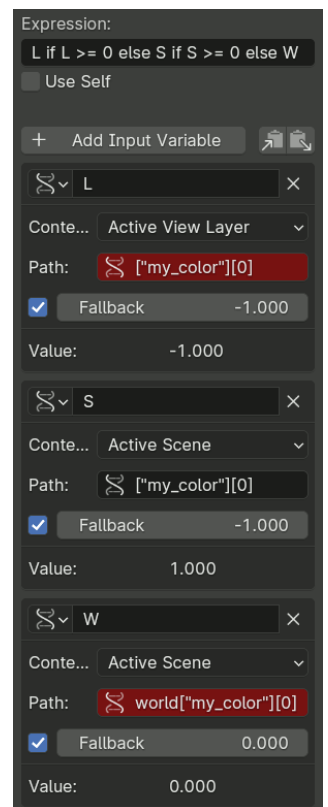 Expression:
L if L >= 0 else S if S >= 0 else W
Use Self
+ Add Input Variable
L
Conte... Active View Layer
Path: ["my_color"][0]
Fallback -1.000
Value: -1.000
S
Conte... Active Scene
Path: ["my_color"][0]
Fallback -1.000
Value: 1.000
W
Conte... Active Scene
Path: world["my_color"][0]
Fallback 0.000
Value: 0.000